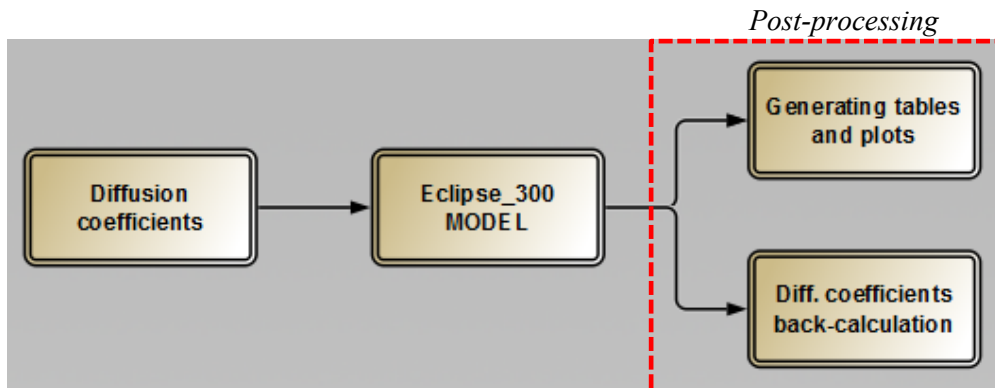 Post-processing
Diffusion
coefficients
Eclipse_300
MODEL
Generating tables
and plots
Diff. coefficients
back-calculation